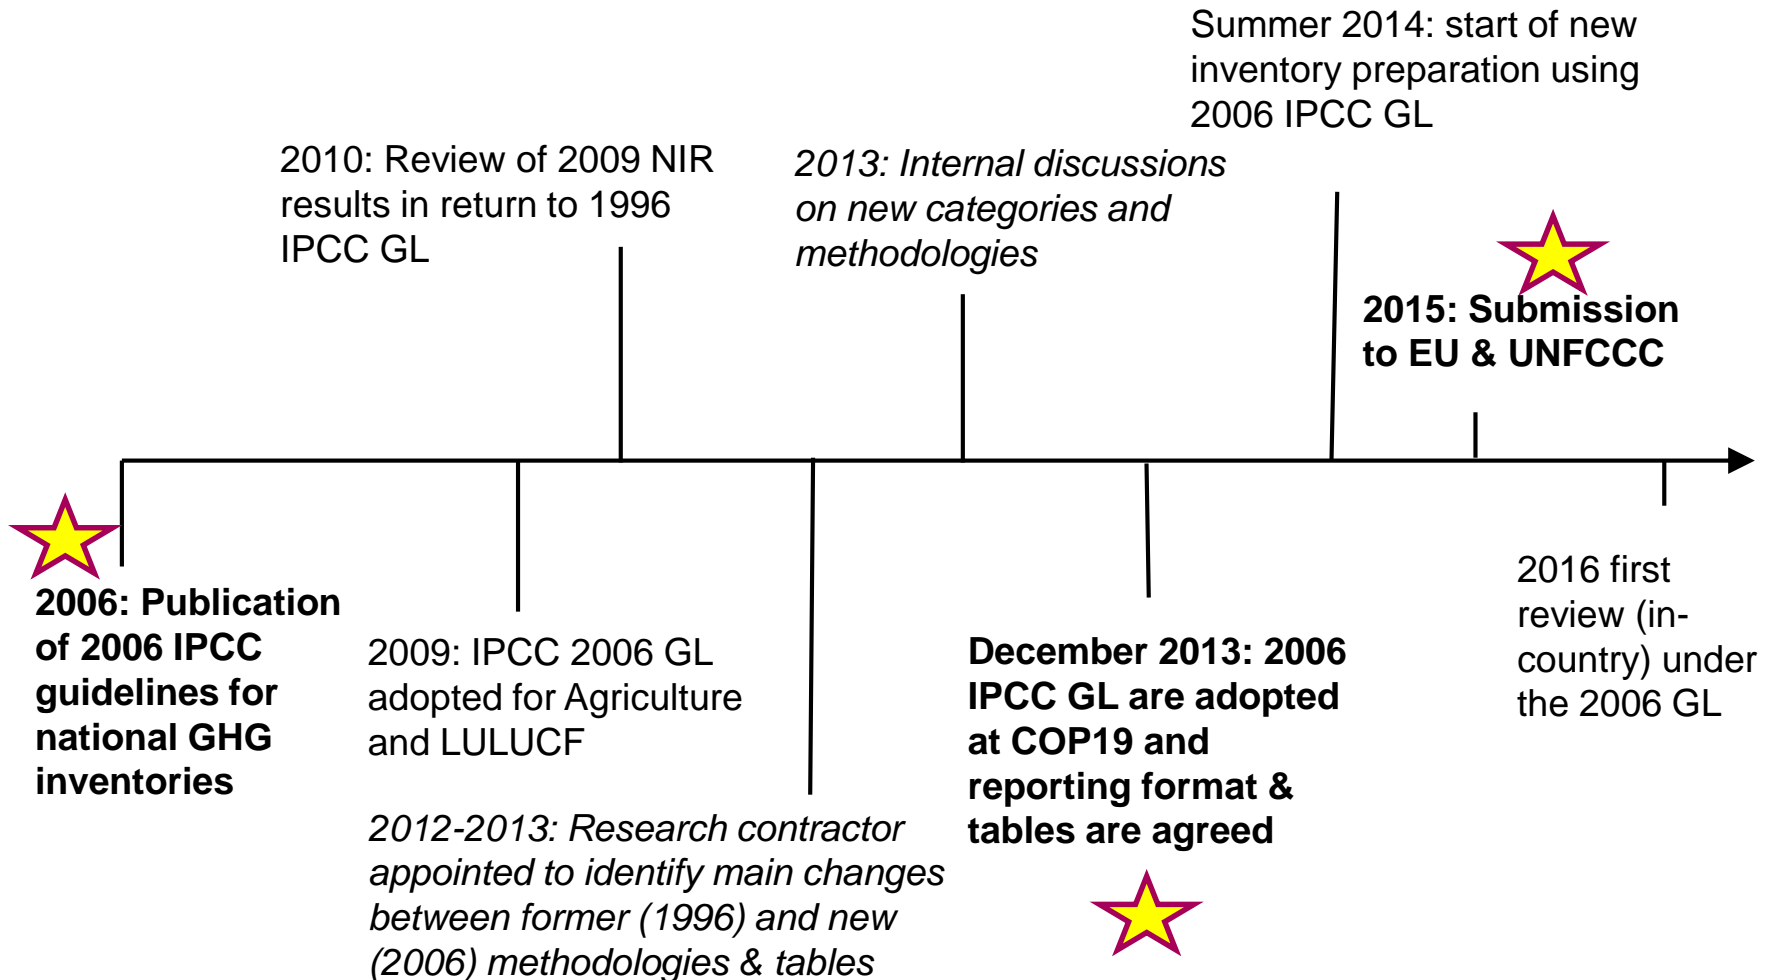 Summer 2014: start of new
inventory preparation using
2006 IPCC GL
2010: Review of 2009 NIR
results in return to 1996
IPCC GL
2013: Internal discussions
on new categories and
methodologies
2015: Submission
to EU & UNFCCC
2006: Publication
of 2006 IPCC
guidelines for
national GHG
inventories
2009: IPCC 2006 GL
adopted for Agriculture
and LULUCF
2012-2013: Research contractor
appointed to identify main changes
between former (1996) and new
(2006) methodologies & tables
December 2013: 2006
IPCC GL are adopted
at COP19 and
reporting format &
tables are agreed
2016 first
review (in-
country) under
the 2006 GL